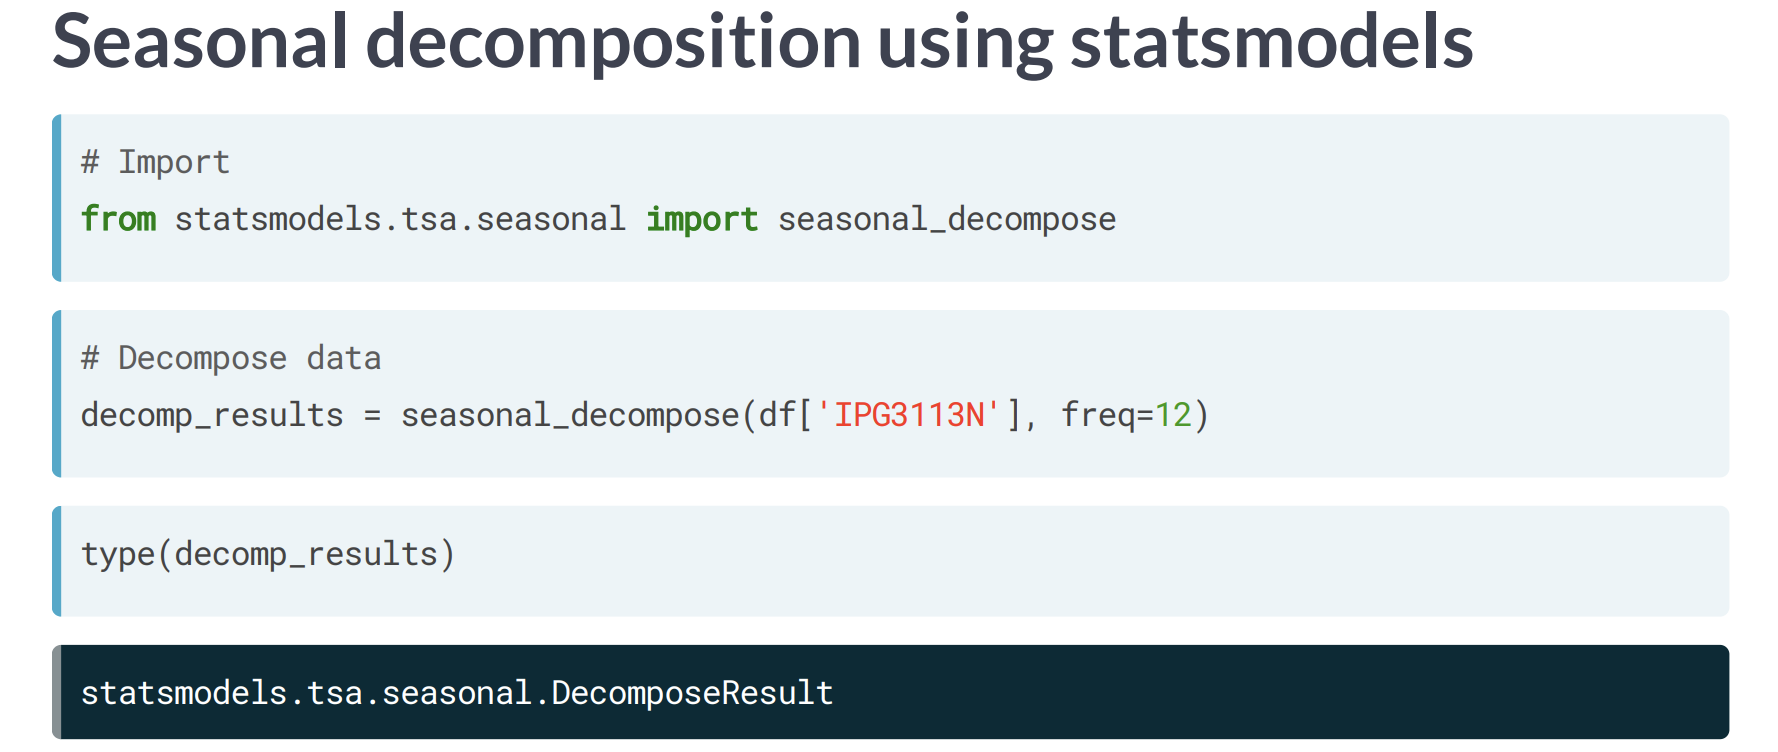 Seasonal decomposition using statsmodels
# Import
from statsmodels.tsa.seasonal import seasonal_decompose
# Decompose data
decomp_results = seasonal_decompose(df['IPG3113N'], freq=12)
type(decomp_results)
statsmodels.tsa.seasonal.DecomposeResult